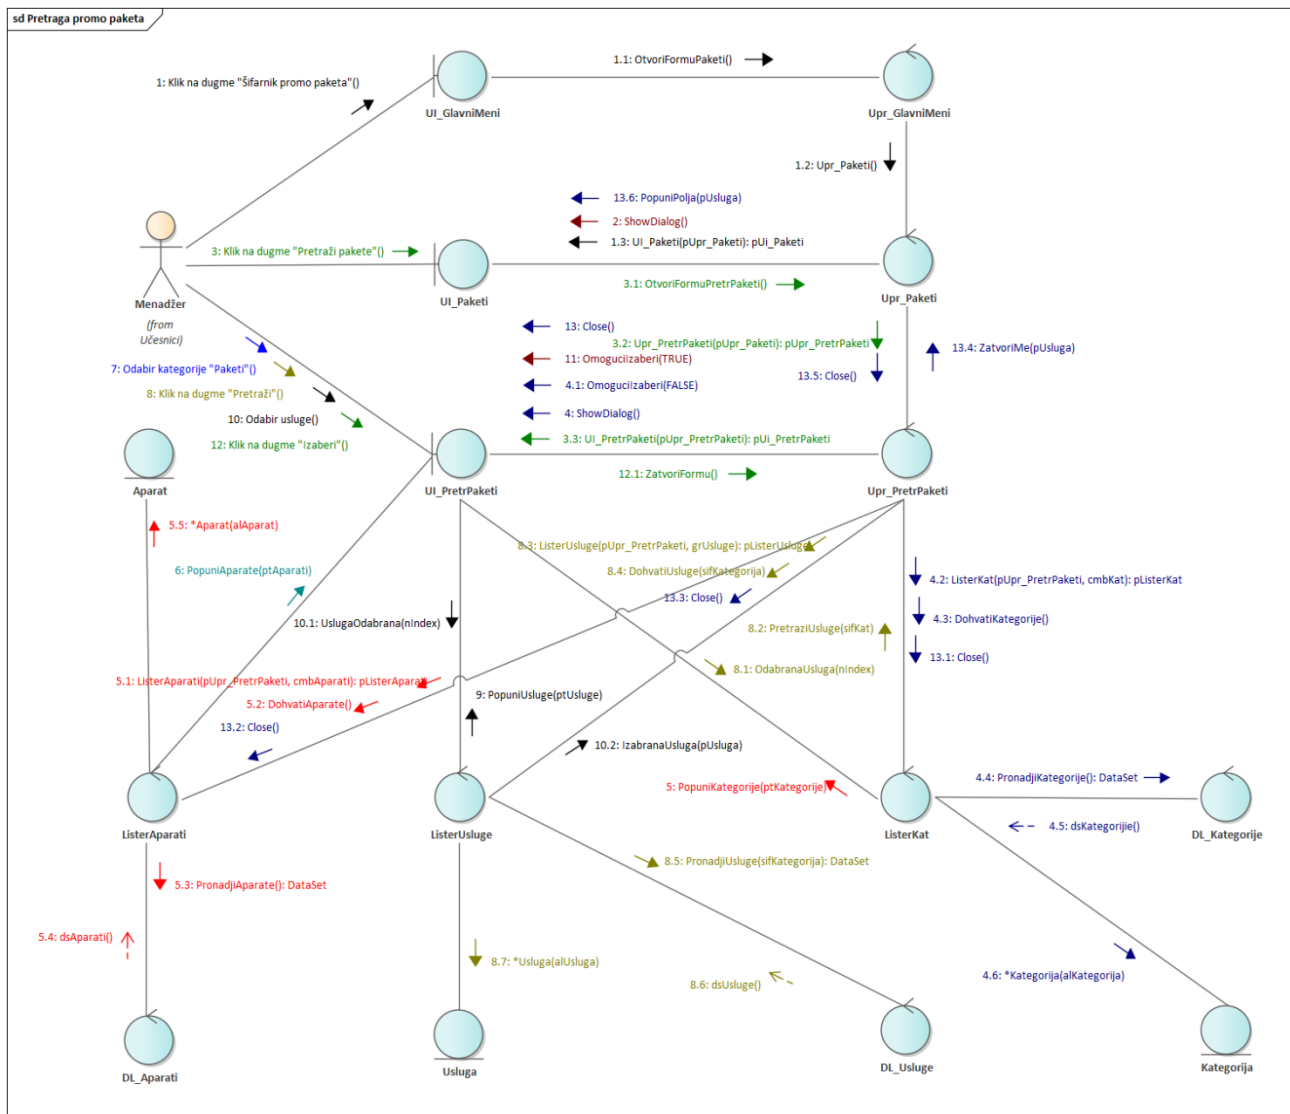 sd Pretraga promo paketa
1: Klik na dugme "Šifarnik promo paketa"()
1.1: OtvoriFormuPaketi()
UI_GlavniMeni
Upr_GlavniMeni
1.2: Upr_Paketi()
13.6: PopuniPolja(pUsluga)
2: ShowDialog()
1.3: UI_Paketi(pUpr_Paketi): pUi_Paketi
3: Klik na dugme "Pretraži pakete"()
3.1: OtvoriFormuPretrPaketi()
UI_Paketi
Upr_Paketi
Menadžer
(from
Učesnici)
13: Close()
3.2: Upr_PretrPaketi(pUpr_Paketi): pUpr_PretrPaketi
13.4: ZatvoriMe(pUsluga)
11: OmoguciIzaberi(TRUE)
13.5: Close()
7: Odabir kategorije "Paketi"()
4.1: OmoguciIzaberi(FALSE)
8: Klik na dugme "Pretraži"()
4: ShowDialog()
10: Odabir usluge()
12: Klik na dugme "Izaberi"()
3.3: UI_PretrPaketi(pUpr_PretrPaketi): pUi_PretrPaketi
12.1: ZatvoriFormu()
Aparat
UI_PretrPaketi
Upr_PretrPaketi
5.5: *Aparat(alAparat)
8.3: ListerUsluge(pUpr_PretrPaketi, grUsluge): pListerUsluge
6: PopuniAparate(ptAparati)
8.4: DohvatiUsluge(sifKategorija)
4.2: ListerKat(pUpr_PretrPaketi, cmbKat): pListerKat
13.3: Close()
10.1: UslugaOdabrana(nIndex)
4.3: DohvatiKategorije()
8.2: PretraziUsluge(sifKat)
13.1: Close()
8.1: OdabranaUsluga(nIndex)
5.1: ListerAparati(pUpr_PretrPaketi, cmbAparati): pListerAparati
9: PopuniUsluge(ptUsluge)
5.2: DohvatiAparate()
13.2: Close()
10.2: IzabranaUsluga(pUsluga)
5: PopuniKategorije(ptKategorije)
4.4: PronadjiKategorije(): DataSet
4.5: dsKategorijie()
ListerAparati
ListerUsluge
ListerKat
DL_Kategorije
8.5: PronadjiUsluge(sifKategorija): DataSet
5.3: PronadjiAparate(): DataSet
5.4: dsAparati()
8.7: *Usluga(alUsluga)
8.6: dsUsluge()
4.6: *Kategorija(alKategorija)
DL_Aparati
Usluga
DL_Usluge
Kategorija